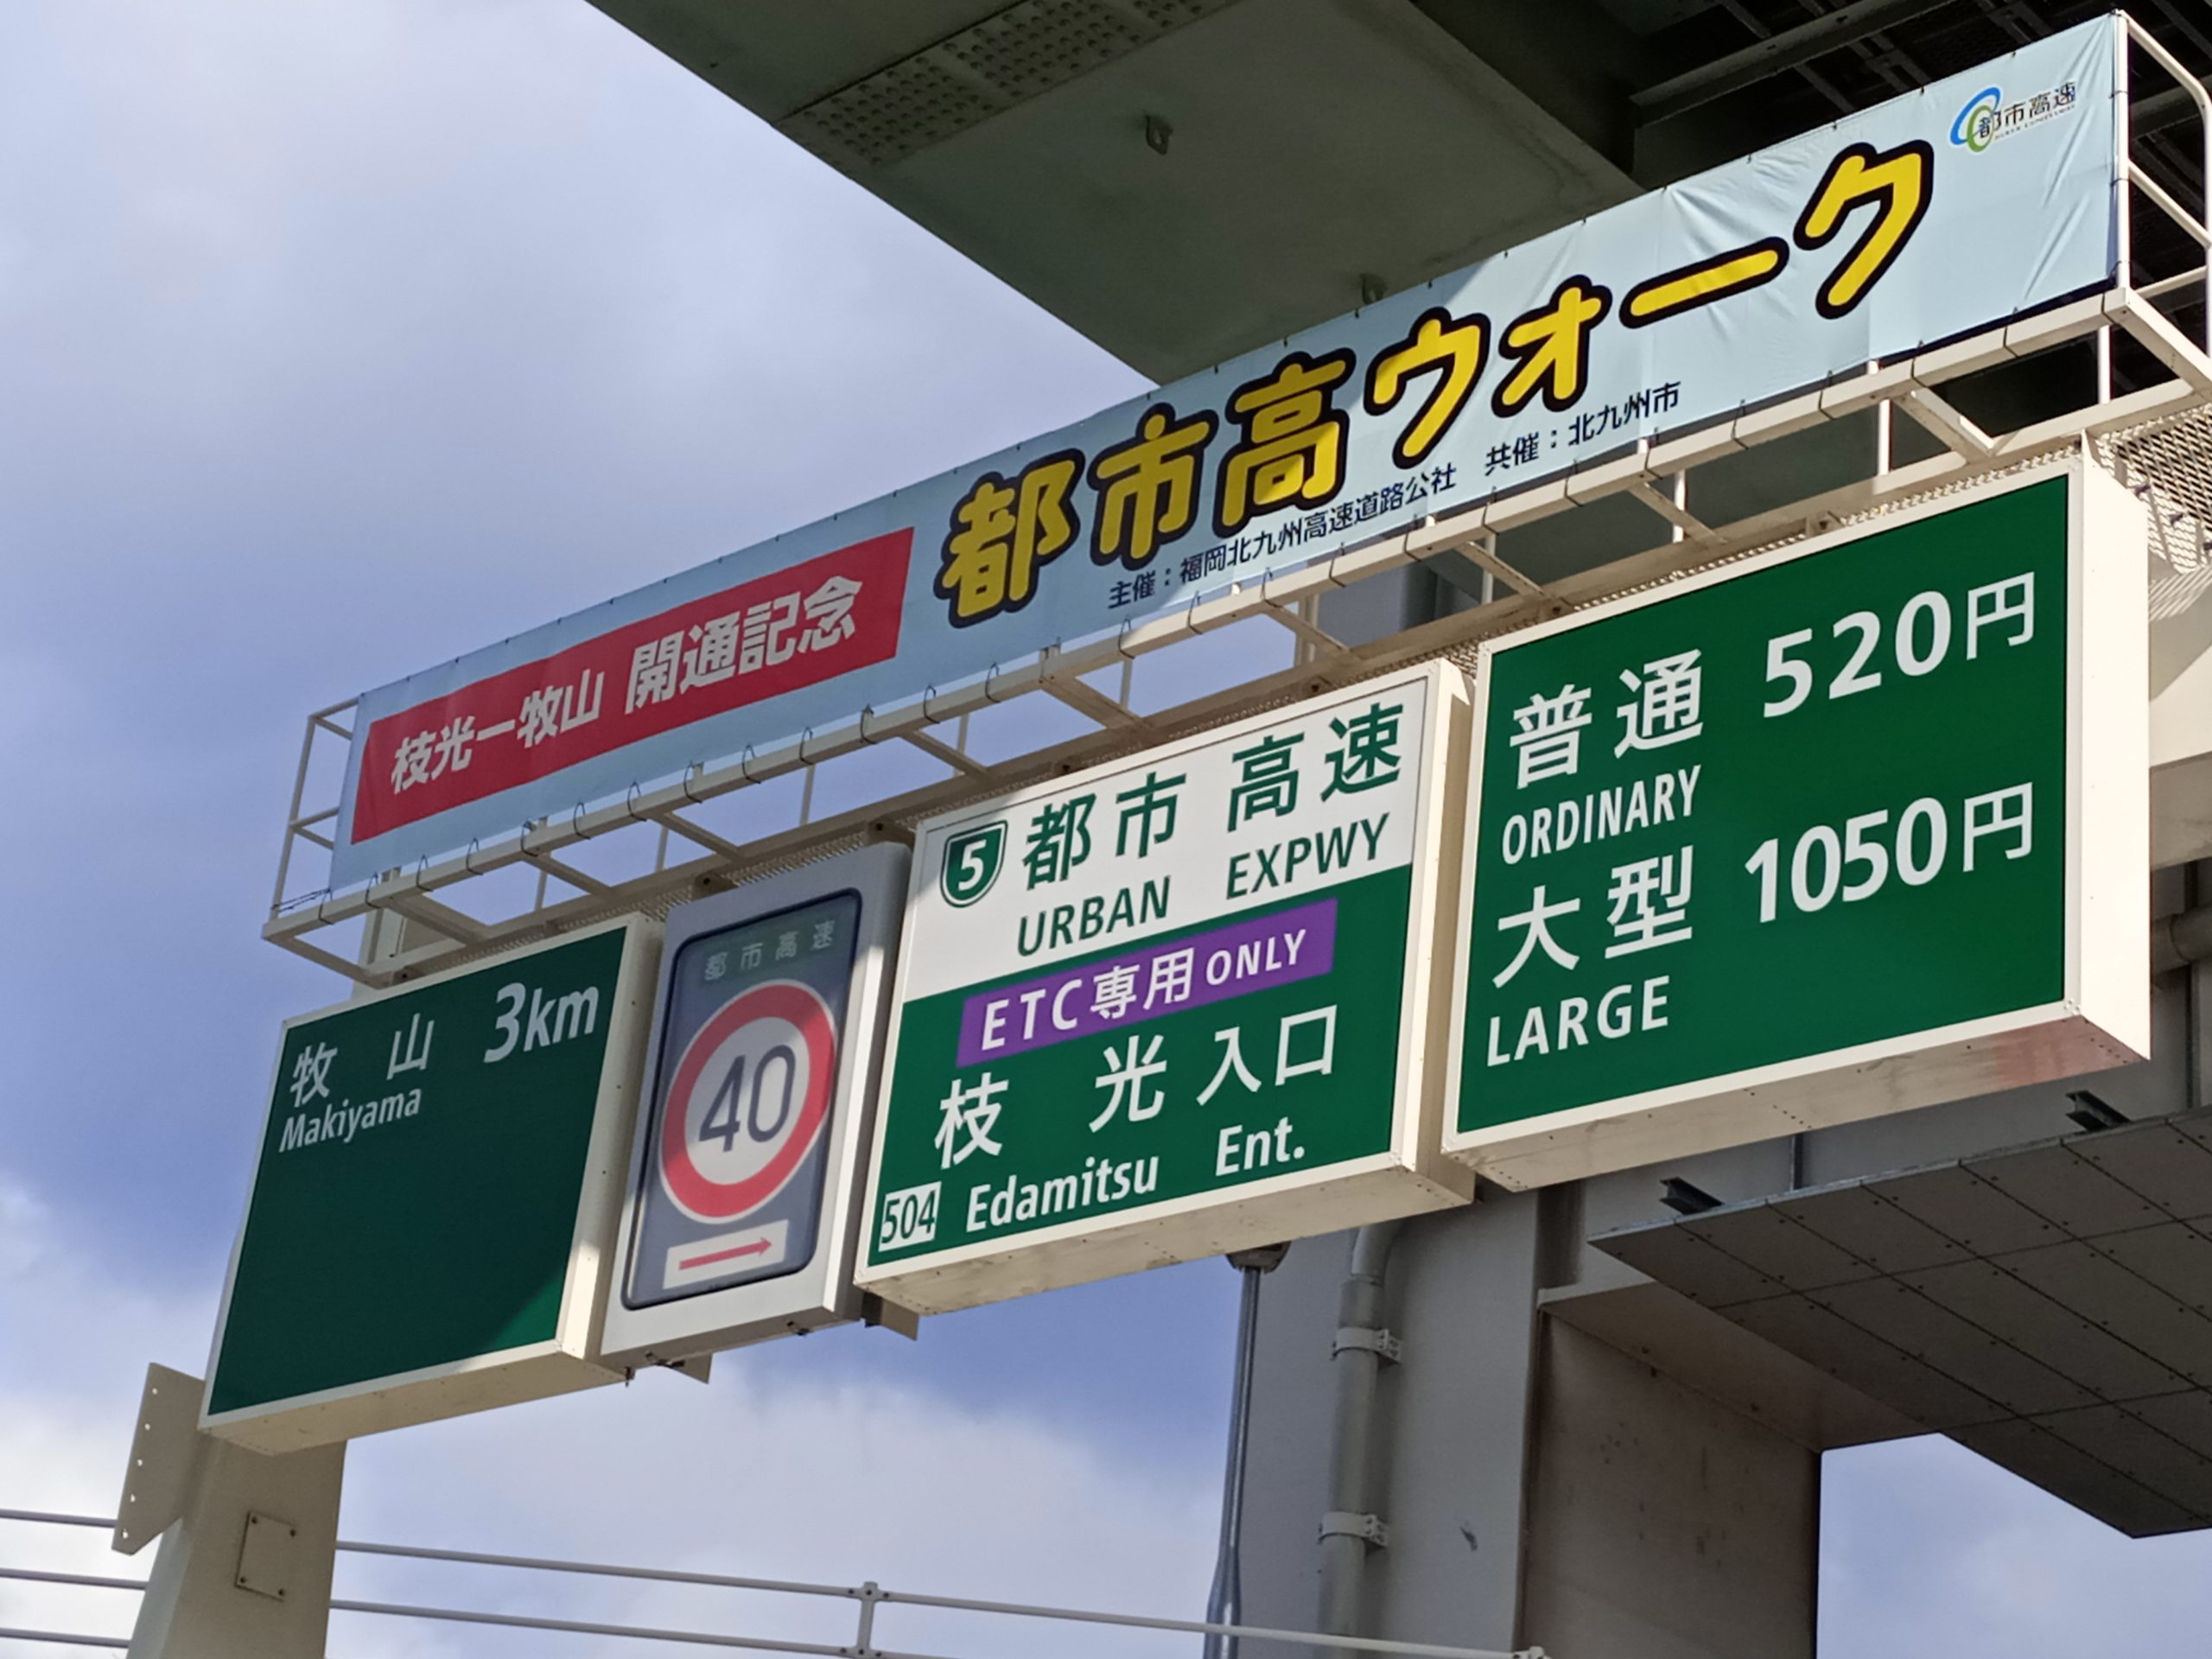 都市高速
枝光ー牧山 開通記念
都市高ウォーク
主催：福岡北九州高速道路公社 共催：北九州市
牧山 3km
Makiyama
都市高速
40
5 都市高速
URBAN EXPWY
ETC専用 ONLY
枝光入口
504 Edamitsu Ent.
普通 520円
ORDINARY
大型 1050円
LARGE